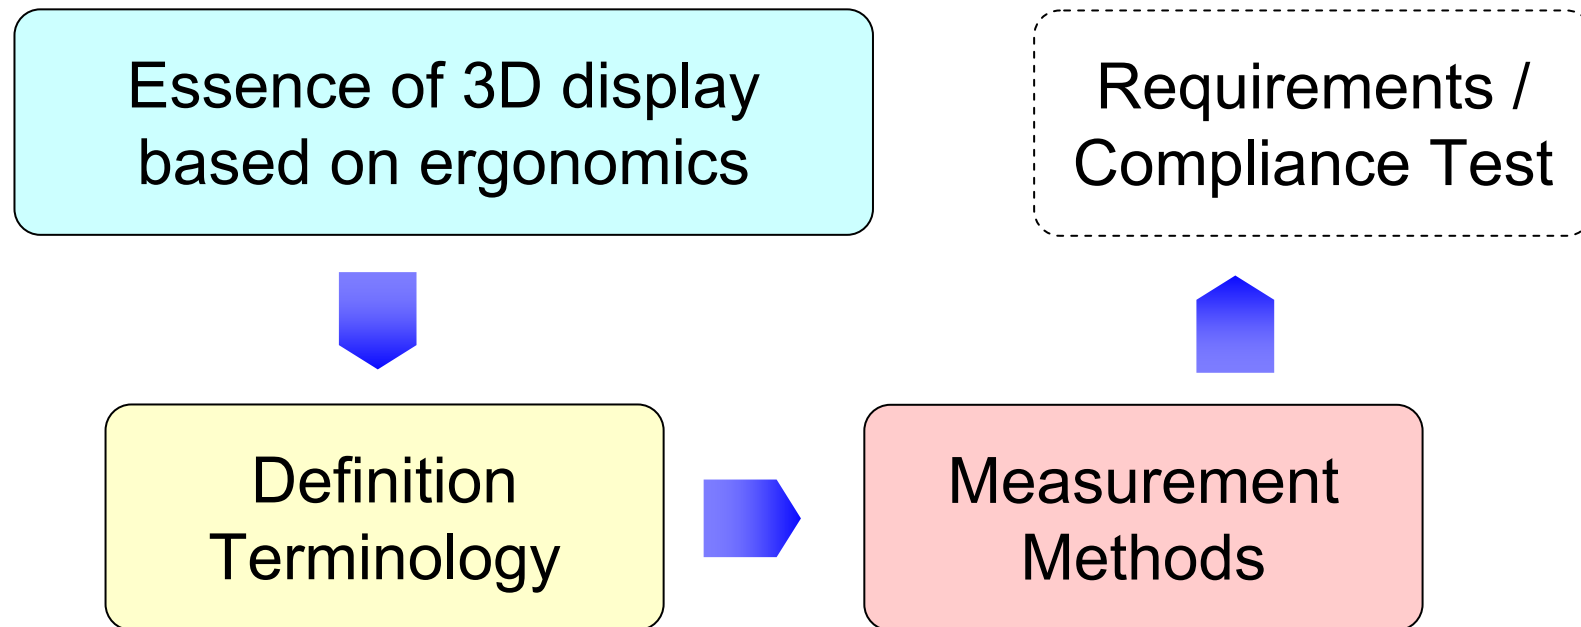 Essence of 3D display
based on ergonomics
Requirements /
Compliance Test
Definition
Terminology
Measurement
Methods